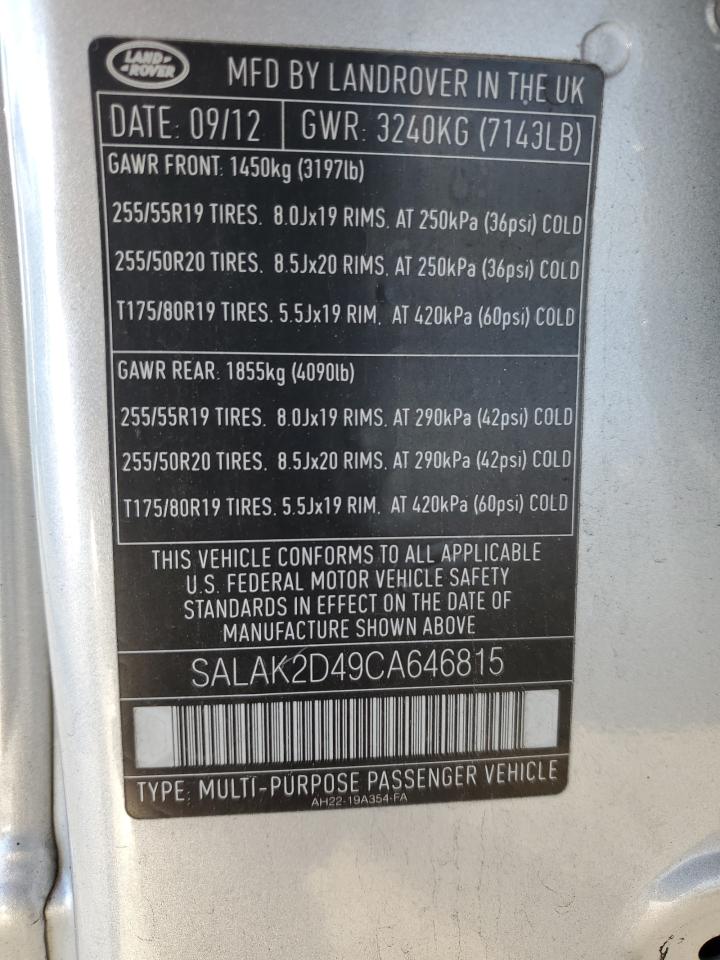 LAND ROVER
MFD BY LANDROVER IN THE UK
DATE: 09/12 GWR: 3240KG (7143LB)
GAWR FRONT: 1450kg (3197lb)
255/55R19 TIRES. 8.0Jx19 RIMS. AT 250kPa (36psi) COLD
255/50R20 TIRES. 8.5Jx20 RIMS. AT 250kPa (36psi) COLD
T175/80R19 TIRES. 5.5Jx19 RIM. AT 420kPa (60psi) COLD
GAWR REAR: 1855kg (4090lb)
255/55R19 TIRES. 8.0Jx19 RIMS. AT 290kPa (42psi) COLD
255/50R20 TIRES. 8.5Jx20 RIMS. AT 290kPa (42psi) COLD
T175/80R19 TIRES. 5.5Jx19 RIM. AT 420kPa (60psi) COLD
THIS VEHICLE CONFORMS TO ALL APPLICABLE
U.S. FEDERAL MOTOR VEHICLE SAFETY
STANDARDS IN EFFECT ON THE DATE OF
MANUFACTURE SHOWN ABOVE
SALAK2D49CA646815
TYPE: MULTI-PURPOSE PASSENGER VEHICLE
AH22-19A354-FA